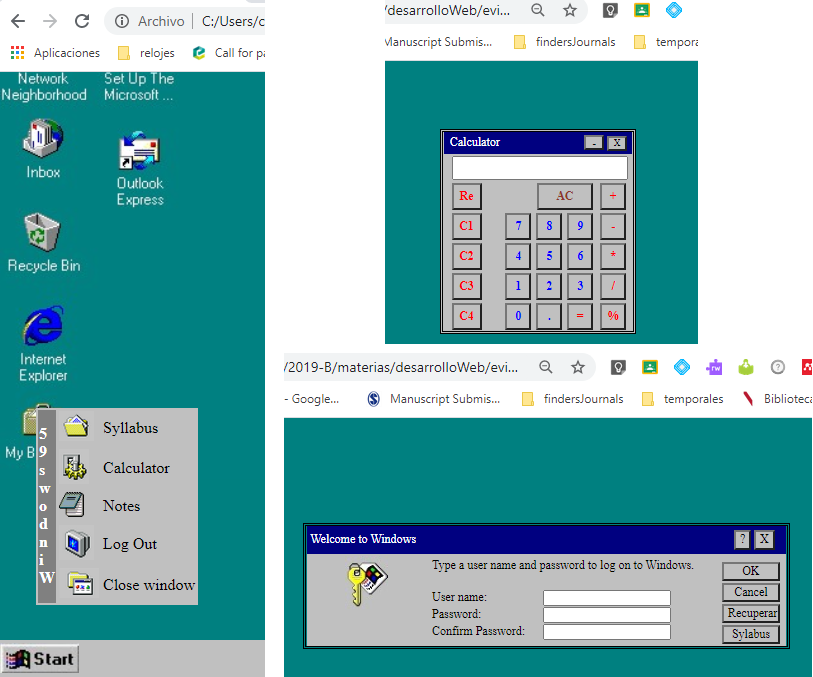 Archivo | C:/Users/c
Aplicaciones relojes Call for pa
Network Neighborhood
Set Up The Microsoft ...
Inbox
Outlook Express
Recycle Bin
Internet Explorer
My B
Windows 95
Syllabus
Calculator
Notes
Log Out
Close window
Start
/desarrolloWeb/evi...
Manuscript Submis... findersJournals tempora
Calculator - X
Re AC +
C1 7 8 9 -
C2 4 5 6 *
C3 1 2 3 /
C4 0 . = %
/2019-B/materias/desarrolloWeb/evi...
- Google... Manuscript Submis... findersJournals temporales Biblioteca
Welcome to Windows ? X
Type a user name and password to log on to Windows.
User name:
Password:
Confirm Password:
OK
Cancel
Recuperar
Sylabus